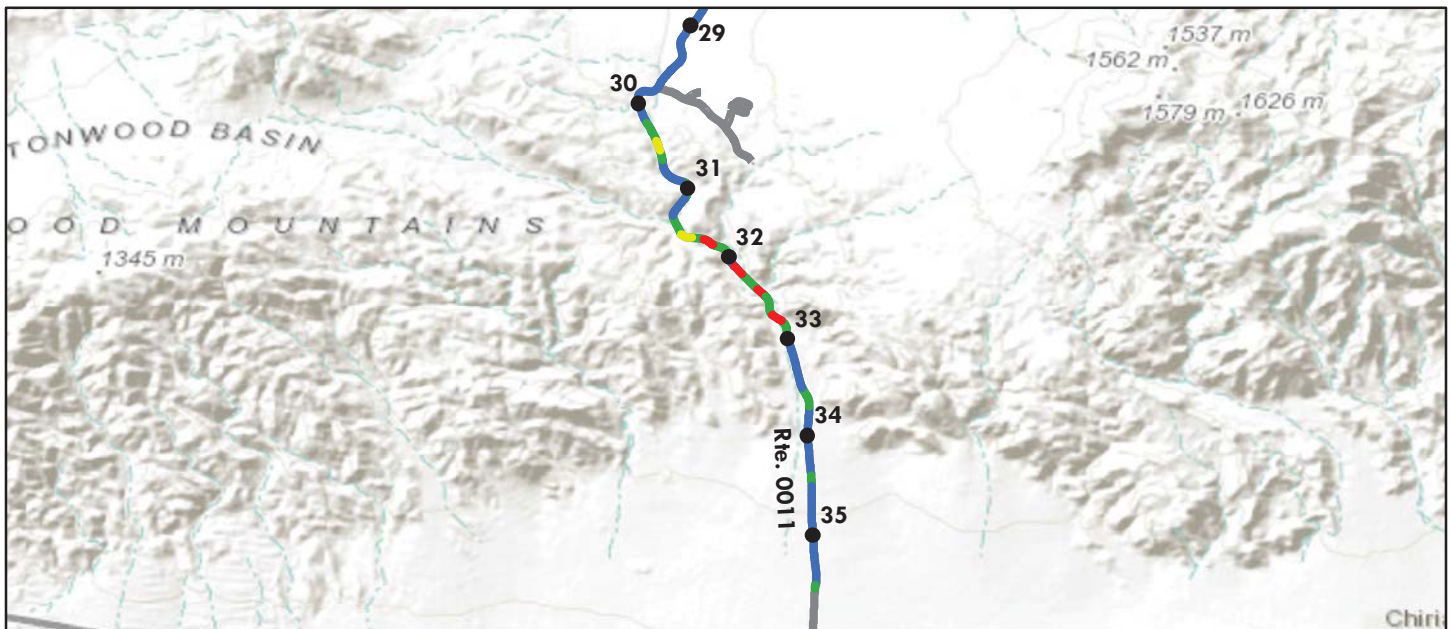 29
1537 m
1562 m
30
1579 m
1626 m
TONWOOD BASIN
31
OOD MOUNTAINS
32
1345 m
33
34
Rte. 0011
35
Chiri